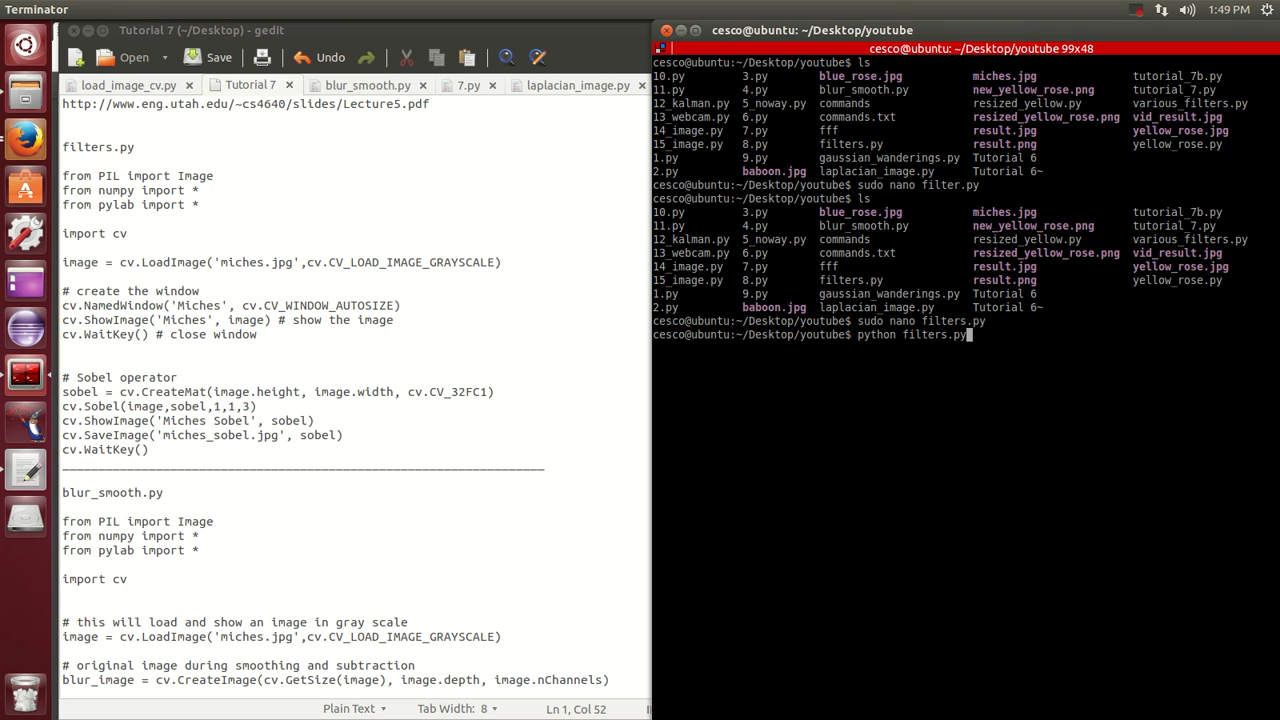 Terminator
1:49 PM
Tutorial 7 (~/Desktop) - gedit
Open
Save
Undo
load_image_cv.py
Tutorial 7
blur_smooth.py
7.py
laplacian_image.py
http://www.eng.utah.edu/~cs4640/slides/Lecture5.pdf
filters.py
from PIL import Image
from numpy import *
from pylab import *
import cv
image = cv.LoadImage('miches.jpg',cv.CV_LOAD_IMAGE_GRAYSCALE)
# create the window
cv.NamedWindow('Miches', cv.CV_WINDOW_AUTOSIZE)
cv.ShowImage('Miches', image) # show the image
cv.WaitKey() # close window
# Sobel operator
sobel = cv.CreateMat(image.height, image.width, cv.CV_32FC1)
cv.Sobel(image,sobel,1,1,3)
cv.ShowImage('Miches Sobel', sobel)
cv.SaveImage('miches_sobel.jpg', sobel)
cv.WaitKey()
___________________________________________________________________
blur_smooth.py
from PIL import Image
from numpy import *
from pylab import *
import cv
# this will load and show an image in gray scale
image = cv.LoadImage('miches.jpg',cv.CV_LOAD_IMAGE_GRAYSCALE)
# original image during smoothing and subtraction
blur_image = cv.CreateImage(cv.GetSize(image), image.depth, image.nChannels)
Plain Text
Tab Width: 8
Ln 1, Col 52
cesco@ubuntu: ~/Desktop/youtube
cesco@ubuntu: ~/Desktop/youtube 99x48
cesco@ubuntu:~/Desktop/youtube$ ls
10.py 3.py blue_rose.jpg miches.jpg tutorial_7b.py
11.py 4.py blur_smooth.py new_yellow_rose.png tutorial_7.py
12_kalman.py 5_noway.py commands resized_yellow.py various_filters.py
13_webcam.py 6.py commands.txt resized_yellow_rose.png vid_result.jpg
14_image.py 7.py fff result.jpg yellow_rose.jpg
15_image.py 8.py filters.py result.png yellow_rose.py
1.py 9.py gaussian_wanderings.py Tutorial 6
2.py baboon.jpg laplacian_image.py Tutorial 6~
cesco@ubuntu:~/Desktop/youtube$ sudo nano filter.py
cesco@ubuntu:~/Desktop/youtube$ ls
10.py 3.py blue_rose.jpg miches.jpg tutorial_7b.py
11.py 4.py blur_smooth.py new_yellow_rose.png tutorial_7.py
12_kalman.py 5_noway.py commands resized_yellow.py various_filters.py
13_webcam.py 6.py commands.txt resized_yellow_rose.png vid_result.jpg
14_image.py 7.py fff result.jpg yellow_rose.jpg
15_image.py 8.py filters.py result.png yellow_rose.py
1.py 9.py gaussian_wanderings.py Tutorial 6
2.py baboon.jpg laplacian_image.py Tutorial 6~
cesco@ubuntu:~/Desktop/youtube$ sudo nano filters.py
cesco@ubuntu:~/Desktop/youtube$ python filters.py